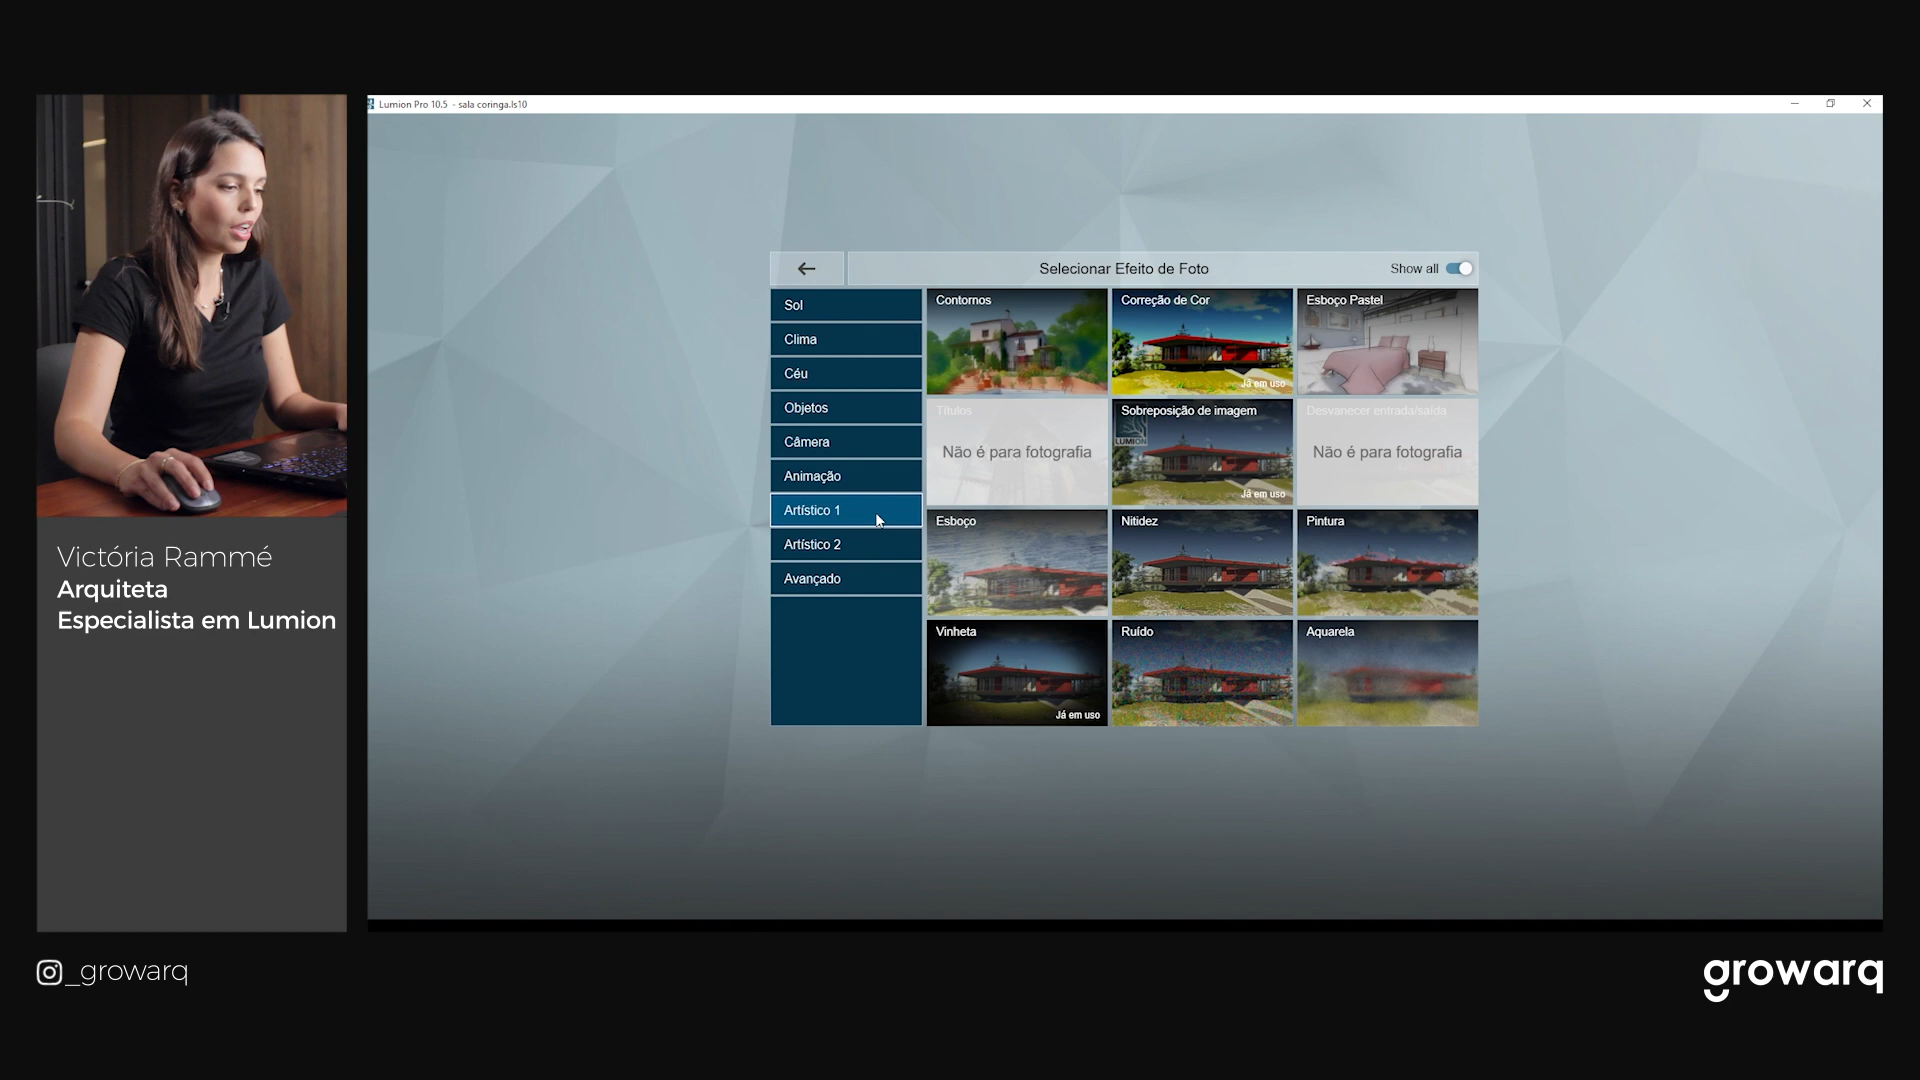 Lumion Pro 10.5 - sala coringa.ls10
Selecionar Efeito de Foto
Show all
Sol
Clima
Céu
Objetos
Câmera
Animação
Artístico 1
Artístico 2
Avançado
Contornos
Correção de Cor
Já em uso
Esboço Pastel
Títulos
Não é para fotografia
Sobreposição de imagem
LUMION
Já em uso
Desvanecer entrada/saída
Não é para fotografia
Esboço
Nitidez
Pintura
Vinheta
Já em uso
Ruído
Aquarela
Victória Rammé
Arquiteta
Especialista em Lumion
_growarq
growarq